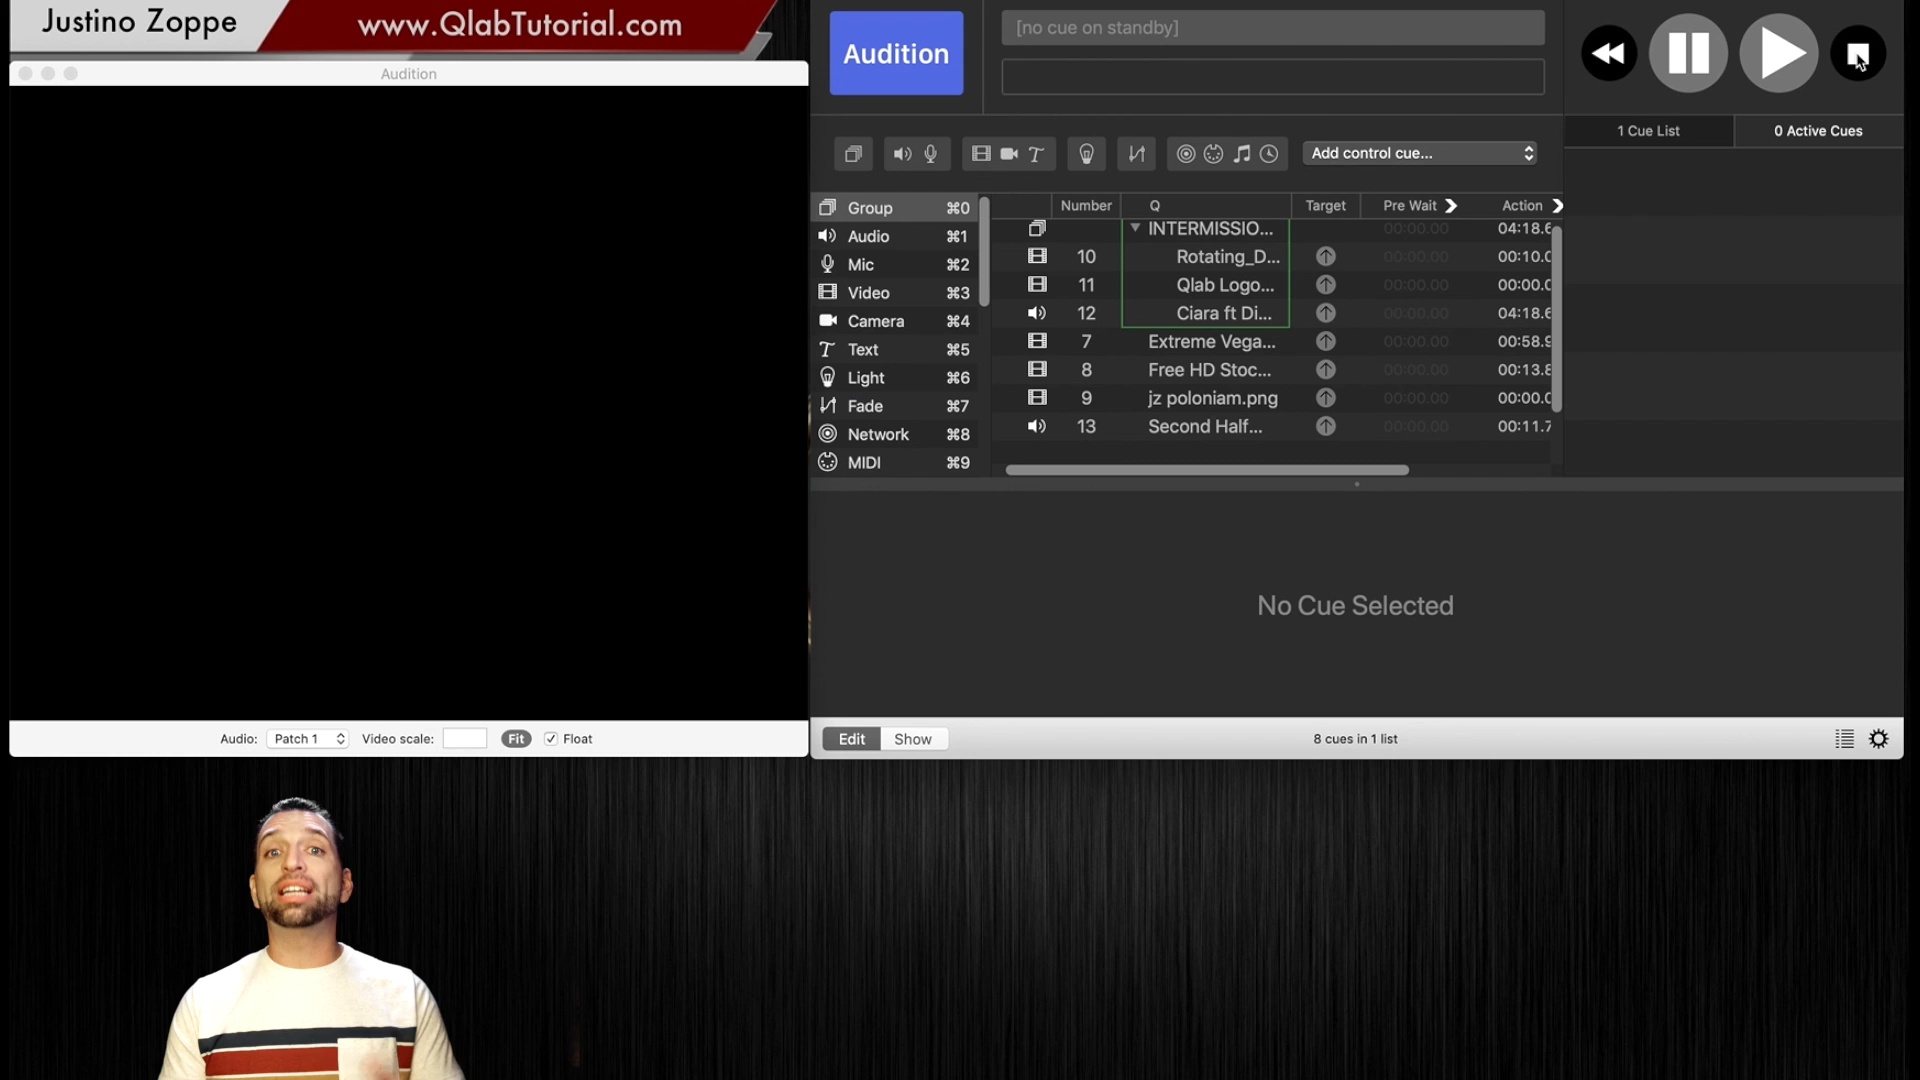 Justino Zoppe
www.QlabTutorial.com
Audition
Audition
[no cue on standby]
1 Cue List
0 Active Cues
Add control cue...
Number Q Target Pre Wait Action
Group ⌘0
Audio ⌘1
Mic ⌘2
Video ⌘3
Camera ⌘4
Text ⌘5
Light ⌘6
Fade ⌘7
Network ⌘8
MIDI ⌘9
INTERMISSIO... 00:00.00 04:18.6
10 Rotating_D... 00:00.00 00:10.0
11 Qlab Logo... 00:00.00 00:00.0
12 Ciara ft Di... 00:00.00 04:18.6
7 Extreme Vega... 00:00.00 00:58.9
8 Free HD Stoc... 00:00.00 00:13.8
9 jz poloniam.png 00:00.00 00:00.0
13 Second Half... 00:00.00 00:11.7
No Cue Selected
Audio: Patch 1 Video scale: Fit Float
Edit Show
8 cues in 1 list